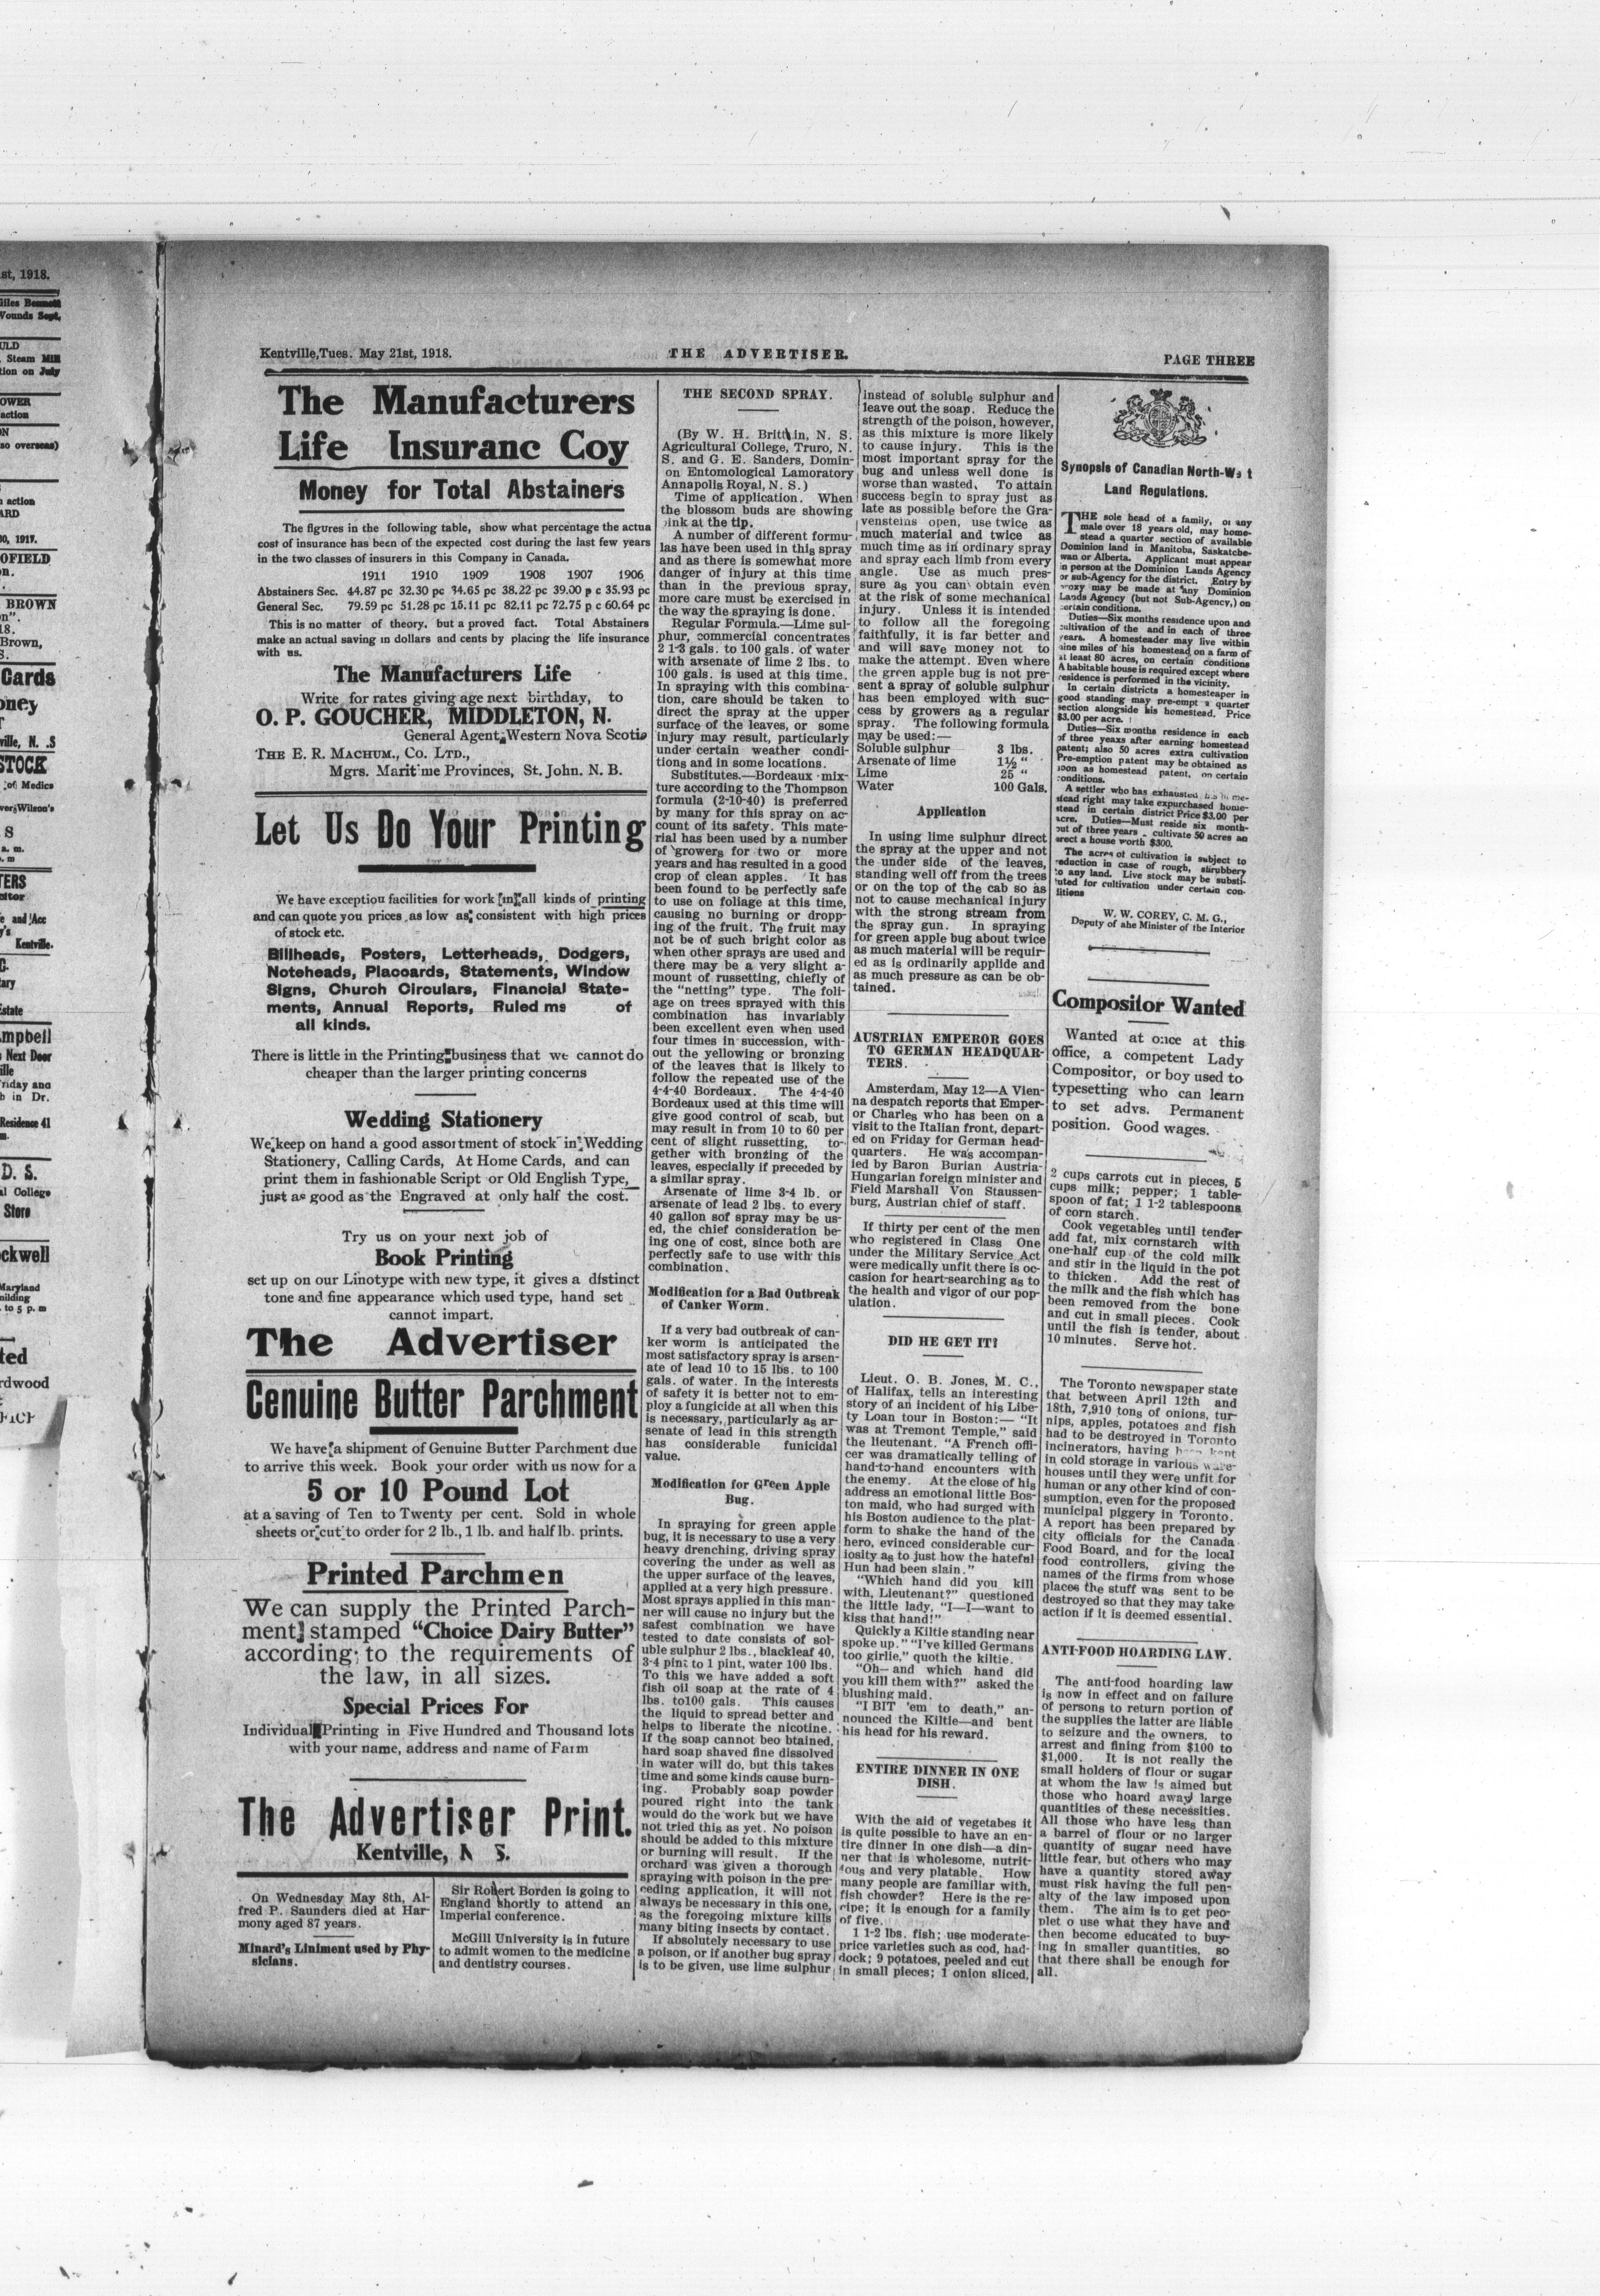 st, 1918.
Giles Bennett
Wounds Sept,
ULD
Steam Mill
tion on July
OWER
action
ON
so overseas)
action
ARD
30, 1917.
OFIELD
on.
BROWN
on".
18.
Brown,
S.
Cards
oney
ville, N. .S
STOCK
of Medics
ver, Wilson's
S
a. m.
TERS
citor
Kentville.
tary
Estate
ampbell
Next Door
ille
Friday and
b in Dr.
Residence 41
D. S.
al College
Store
ckwell
Maryland
uilding
to 5 p. m
ted
rdwood
Kentville,Tues. May 21st, 1918.
THE ADVERTISER.
PAGE THREE
The Manufacturers
Life Insuranc Coy
Money for Total Abstainers
The figures in the following table, show what percentage the actua
cost of insurance has been of the expected cost during the last few years
in the two classes of insurers in this Company in Canada.
1911 1910 1909 1908 1907 1906
Abstainers Sec. 44.87 pc 32.30 pc 34.65 pc 38.22 pc 39.00 p c 35.93 pc
General Sec. 79.59 pc 51.28 pc 15.11 pc 82.11 pc 72.75 p c 60.64 pc
This is no matter of theory, but a proved fact. Total Abstainers
make an actual saving in dollars and cents by placing the life insurance
with us.
The Manufacturers Life
Write for rates giving age next birthday, to
O. P. GOUCHER, MIDDLETON, N.
General Agent, Western Nova Scotia
THE E. R. MACHUM., CO. LTD.,
Mgrs. Marit'me Provinces, St. John. N. B.
Let Us Do Your Printing
We have exception facilities for work in all kinds of printing
and can quote you prices as low as consistent with high prices
of stock etc.
Billheads, Posters, Letterheads, Dodgers,
Noteheads, Placoards, Statements, Window
Signs, Church Circulars, Financial State-
ments, Annual Reports, Ruled ms of
all kinds.
There is little in the Printing business that we cannot do
cheaper than the larger printing concerns
Wedding Stationery
We keep on hand a good assortment of stock in Wedding
Stationery, Calling Cards, At Home Cards, and can
print them in fashionable Script or Old English Type,
just as good as the Engraved at only half the cost.
Try us on your next job of
Book Printing
set up on our Linotype with new type, it gives a distinct
tone and fine appearance which used type, hand set
cannot impart.
The Advertiser
Genuine Butter Parchment
We have a shipment of Genuine Butter Parchment due
to arrive this week. Book your order with us now for a
5 or 10 Pound Lot
at a saving of Ten to Twenty per cent. Sold in whole
sheets or cut to order for 2 lb., 1 lb. and half lb. prints.
Printed Parchmen
We can supply the Printed Parch-
ment stamped "Choice Dairy Butter"
according to the requirements of
the law, in all sizes.
Special Prices For
Individual Printing in Five Hundred and Thousand lots
with your name, address and name of Farm
The Advertiser Print.
Kentville, N S.
On Wednesday May 8th, Al-
fred P. Saunders died at Har-
mony aged 87 years.
Minard's Liniment used by Phy-
sicians.
Sir Robert Borden is going to
England shortly to attend an
Imperial conference.
McGill University is in future
to admit women to the medicine
and dentistry courses.
THE SECOND SPRAY.
(By W. H. Brittain, N. S.
Agricultural College, Truro, N.
S. and G. E. Sanders, Domin-
on Entomological Lamoratory
Annapolis Royal, N. S.)
Time of application. When
the blossom buds are showing
pink at the tip.
A number of different formu-
las have been used in this spray
and as there is somewhat more
danger of injury at this time
than in the previous spray,
more care must be exercised in
the way the spraying is done.
Regular Formula.—Lime sul-
phur, commercial concentrates
2 1-3 gals. to 100 gals. of water
with arsenate of lime 2 lbs. to
100 gals. is used at this time.
In spraying with this combina-
tion, care should be taken to
direct the spray at the upper
surface of the leaves, or some
injury may result, particularly
under certain weather condi-
tions and in some locations.
Substitutes.—Bordeaux mix-
ture according to the Thompson
formula (2-10-40) is preferred
by many for this spray on ac-
count of its safety. This mate-
rial has been used by a number
of growers for two or more
years and has resulted in a good
crop of clean apples. It has
been found to be perfectly safe
to use on foliage at this time,
causing no burning or dropp-
ing of the fruit. The fruit may
not be of such bright color as
when other sprays are used and
there may be a very slight a-
mount of russetting, chiefly of
the "netting" type. The foli-
age on trees sprayed with this
combination has invariably
been excellent even when used
four times in succession, with-
out the yellowing or bronzing
of the leaves that is likely to
follow the repeated use of the
4-4-40 Bordeaux. The 4-4-40
Bordeaux used at this time will
give good control of scab, but
may result in from 10 to 60 per
cent of slight russetting, to-
gether with bronzing of the
leaves, especially if preceded by
a similar spray.
Arsenate of lime 3-4 lb. or
arsenate of lead 2 lbs. to every
40 gallon sof spray may be us-
ed, the chief consideration be-
ing one of cost, since both are
perfectly safe to use with this
combination.
Modification for a Bad Outbreak
of Canker Worm.
If a very bad outbreak of can-
ker worm is anticipated the
most satisfactory spray is arsen-
ate of lead 10 to 15 lbs. to 100
gals. of water. In the interests
of safety it is better not to em-
ploy a fungicide at all when this
is necessary, particularly as ar-
senate of lead in this strength
has considerable funicidal
value.
Modification for Green Apple
Bug.
In spraying for green apple
bug, it is necessary to use a very
heavy drenching, driving spray
covering the under as well as
the upper surface of the leaves,
applied at a very high pressure.
Most sprays applied in this man-
ner will cause no injury but the
safest combination we have
tested to date consists of sol-
uble sulphur 2 lbs., blackleaf 40,
3-4 pint to 1 pint, water 100 lbs.
To this we have added a soft
fish oil soap at the rate of 4
lbs. to100 gals. This causes
the liquid to spread better and
helps to liberate the nicotine.
If the soap cannot beo btained,
hard soap shaved fine dissolved
in water will do, but this takes
time and some kinds cause burn-
ing. Probably soap powder
poured right into the tank
would do the work but we have
not tried this as yet. No poison
should be added to this mixture
or burning will result. If the
orchard was given a thorough
spraying with poison in the pre-
ceding application, it will not
always be necessary in this one,
as the foregoing mixture kills
many biting insects by contact.
If absolutely necessary to use
a poison, or if another bug spray
is to be given, use lime sulphur
instead of soluble sulphur and
leave out the soap. Reduce the
strength of the poison, however,
as this mixture is more likely
to cause injury. This is the
most important spray for the
bug and unless well done is
worse than wasted. To attain
success begin to spray just as
late as possible before the Gra-
vensteins open, use twice as
much material and twice as
much time as in ordinary spray
and spray each limb from every
angle. Use as much pres-
sure as you can obtain even
at the risk of some mechanical
injury. Unless it is intended
to follow all the foregoing
faithfully, it is far better and
and will save money not to
make the attempt. Even where
the green apple bug is not pre-
sent a spray of soluble sulphur
has been employed with suc-
cess by growers as a regular
spray. The following formula
may be used:—
Soluble sulphur 3 lbs.
Arsenate of lime 1½ "
Lime 25 "
Water 100 Gals.
Application
In using lime sulphur direct
the spray at the upper and not
the under side of the leaves,
standing well off from the trees
or on the top of the cab so as
not to cause mechanical injury
with the strong stream from
the spray gun. In spraying
for green apple bug about twice
as much material will be requir-
ed as is ordinarily applide and
as much pressure as can be ob-
tained.
AUSTRIAN EMPEROR GOES
TO GERMAN HEADQUAR-
TERS.
Amsterdam, May 12—A Vien-
na despatch reports that Emper-
or Charles who has been on a
visit to the Italian front, depart-
ed on Friday for German head-
quarters. He was accompan-
ied by Baron Burian Austria-
Hungarian foreign minister and
Field Marshall Von Staussen-
burg, Austrian chief of staff.
If thirty per cent of the men
who registered in Class One
under the Military Service Act
were medically unfit there is oc-
casion for heart-searching as to
the health and vigor of our pop-
ulation.
DID HE GET IT?
Lieut. O. B. Jones, M. C.,
of Halifax, tells an interesting
story of an incident of his Libe-
ty Loan tour in Boston:— "It
was at Tremont Temple," said
the lieutenant. "A French offi-
cer was dramatically telling of
hand-to-hand encounters with
the enemy. At the close of his
address an emotional little Bos-
ton maid, who had surged with
his Boston audience to the plat-
form to shake the hand of the
hero, evinced considerable cur-
iosity as to just how the hateful
Hun had been slain."
"Which hand did you kill
with, Lieutenant?" questioned
the little lady, "I—I—want to
kiss that hand!"
Quickly a Kiltie standing near
spoke up." "I've killed Germans
too girlie," quoth the kiltie.
"Oh— and which hand did
you kill them with?" asked the
blushing maid.
"I BIT 'em to death," an-
nounced the Kiltie—and bent
his head for his reward.
ENTIRE DINNER IN ONE
DISH.
With the aid of vegetabes it
is quite possible to have an en-
tire dinner in one dish—a din-
ner that is wholesome, nutrit-
ious and very platable. How
many people are familiar with,
fish chowder? Here is the re-
cipe; it is enough for a family
of five.
1 1-2 lbs. fish; use moderate-
price varieties such as cod, had-
dock; 9 potatoes, peeled and cut
in small pieces; 1 onion sliced,
Synopsis of Canadian North-West
Land Regulations.
THE sole head of a family, or any
male over 18 years old, may home-
stead a quarter section of available
Dominion land in Manitoba, Saskatche-
wan or Alberta. Applicant must appear
in person at the Dominion Lands Agency
or sub-Agency for the district. Entry by
proxy may be made at any Dominion
Lands Agency (but not Sub-Agency,) on
certain conditions.
Duties—Six months residence upon and
cultivation of the and in each of three
years. A homesteader may live within
nine miles of his homestead on a farm of
at least 80 acres, on certain conditions
A habitable house is required except where
residence is performed in the vicinity.
In certain districts a homesteaper in
good standing may pre-empt a quarter
section alongside his homestead. Price
$3.00 per acre.
Duties—Six months residence in each
of three yeaxs after earning homestead
patent; also 50 acres extra cultivation
Pre-emption patent may be obtained as
soon as homestead patent, on certain
conditions.
A settler who has exhausted his home-
stead right may take expurchased home-
stead in certain district Price $3.00 per
acre. Duties—Must reside six month-
out of three years . cultivate 50 acres an
erect a house worth $300.
The acres of cultivation is subject to
reduction in case of rough, shrubbery
to any land. Live stock may be substi-
tuted for cultivation under certain con-
ditions
W. W. COREY, C. M. G.,
Deputy of the Minister of the Interior
Compositor Wanted
Wanted at once at this
office, a competent Lady
Compositor, or boy used to
typesetting who can learn
to set advs. Permanent
position. Good wages.
2 cups carrots cut in pieces, 5
cups milk; pepper; 1 table-
spoon of fat; 1 1-2 tablespoons
of corn starch.
Cook vegetables until tender
add fat, mix cornstarch with
one-half cup of the cold milk
and stir in the liquid in the pot
to thicken. Add the rest of
the milk and the fish which has
been removed from the bone
and cut in small pieces. Cook
until the fish is tender, about
10 minutes. Serve hot.
The Toronto newspaper state
that between April 12th and
18th, 7,910 tons of onions, tur-
nips, apples, potatoes and fish
had to be destroyed in Toronto
incinerators, having been kept
in cold storage in various ware-
houses until they were unfit for
human or any other kind of con-
sumption, even for the proposed
municipal piggery in Toronto.
A report has been prepared by
city officials for the Canada
Food Board, and for the local
food controllers, giving the
names of the firms from whose
places the stuff was sent to be
destroyed so that they may take
action if it is deemed essential.
ANTI-FOOD HOARDING LAW.
The anti-food hoarding law
is now in effect and on failure
of persons to return portion of
the supplies the latter are liable
to seizure and the owners, to
arrest and fining from $100 to
$1,000. It is not really the
small holders of flour or sugar
at whom the law is aimed but
those who hoard away large
quantities of these necessities.
All those who have less than
a barrel of flour or no larger
quantity of sugar need have
little fear, but others who may
have a quantity stored away
must risk having the full pen-
alty of the law imposed upon
them. The aim is to get peo-
plet o use what they have and
then become educated to buy-
ing in smaller quantities, so
that there shall be enough for
all.